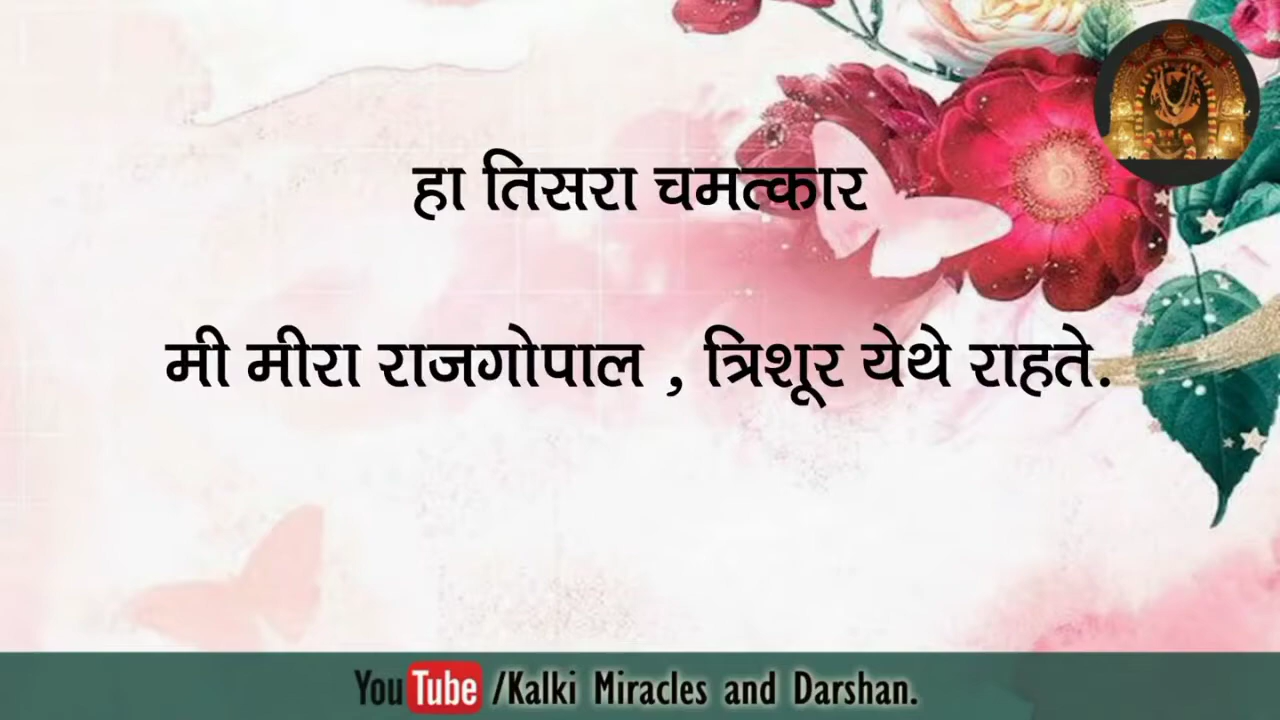 हा तिसरा चमत्कार
मी मीरा राजगोपाल , त्रिशूर येथे राहते.
YouTube /Kalki Miracles and Darshan.